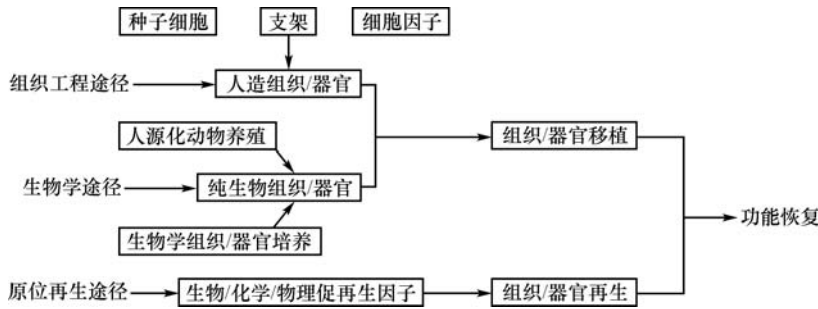 种子细胞
支架
细胞因子
组织工程途径
人造组织/器官
人源化动物养殖
组织/器官移植
生物学途径
纯生物组织/器官
功能恢复
生物学组织/器官培养
原位再生途径
生物/化学/物理促再生因子
组织/器官再生